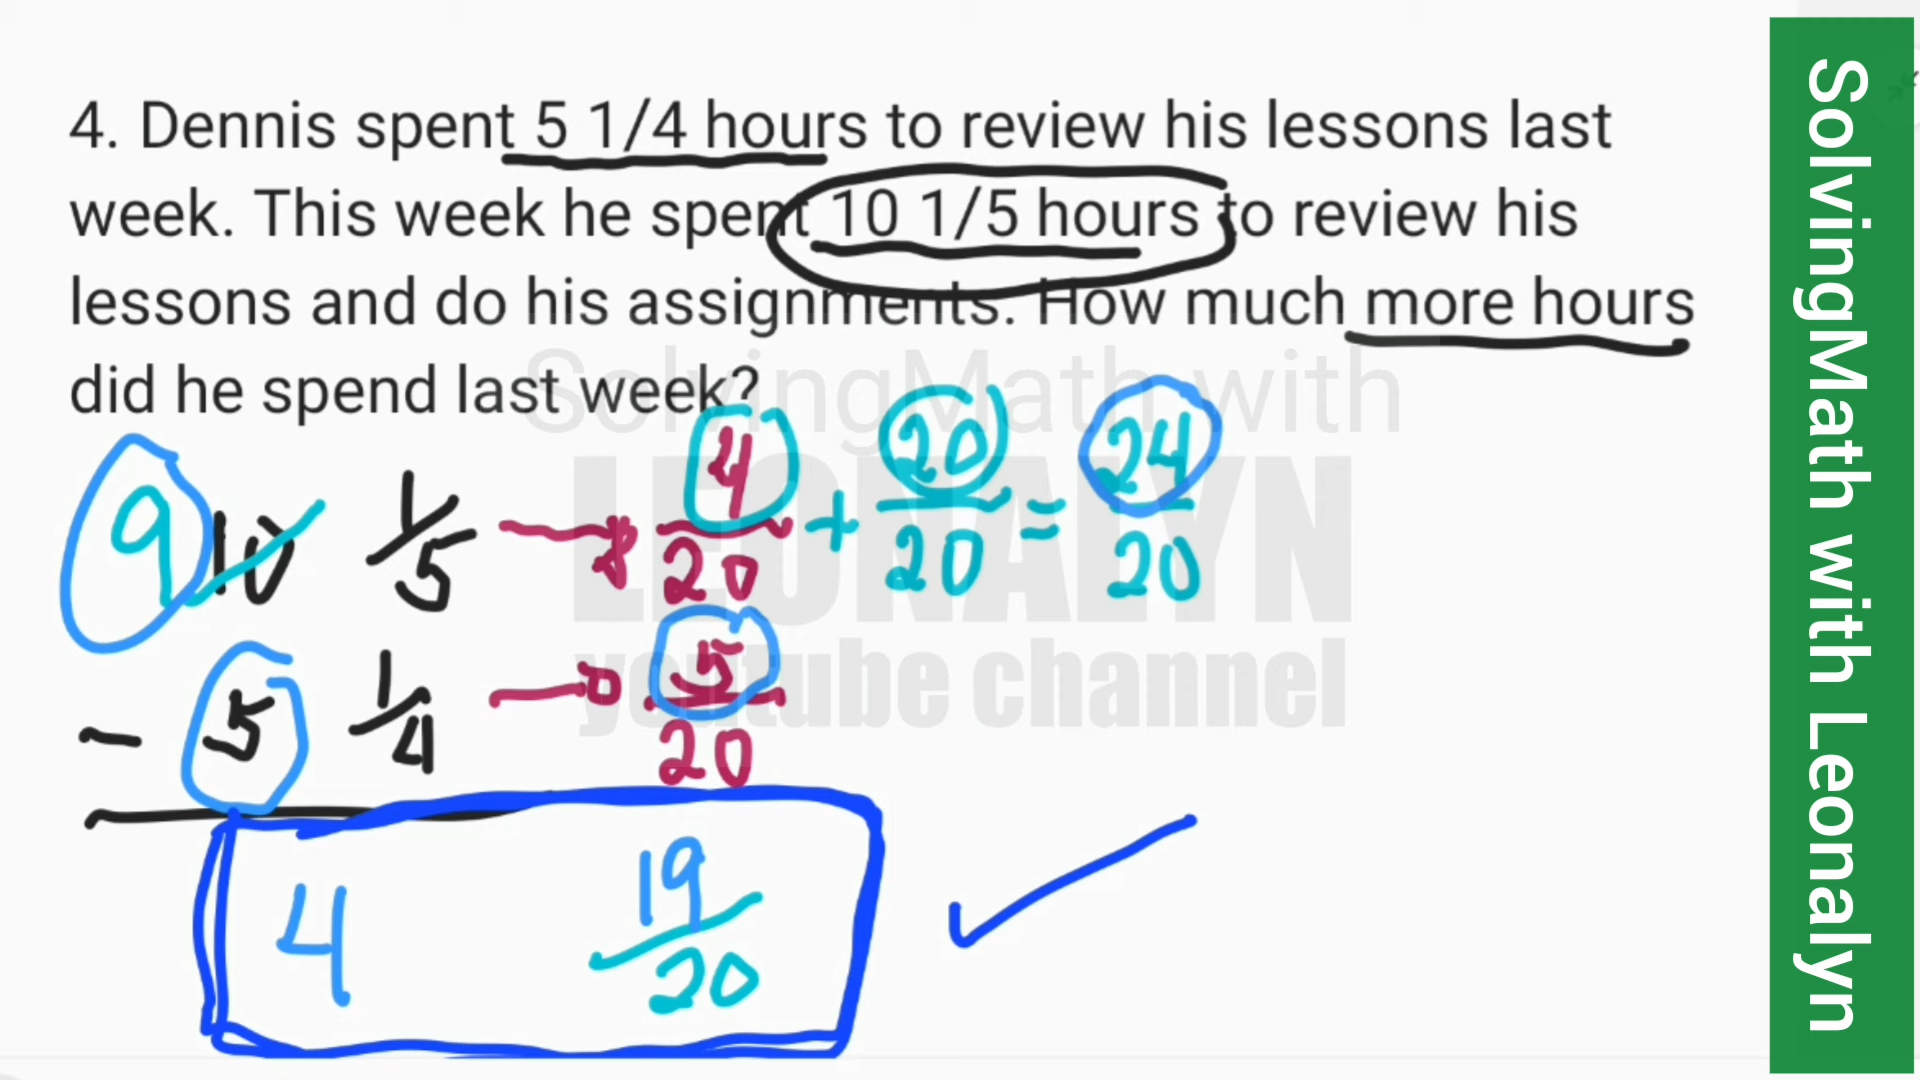 4. Dennis spent 5 1/4 hours to review his lessons last
week. This week he spent 10 1/5 hours to review his
lessons and do his assignments. How much more hours
did he spend last week?
SolvingMath with
LEONALYN
youtube channel
9 10 1/5 → 4/20 + 20/20 = 24/20
- 5 1/4 → 5/20
4 19/20
SolvingMath with Leonalyn